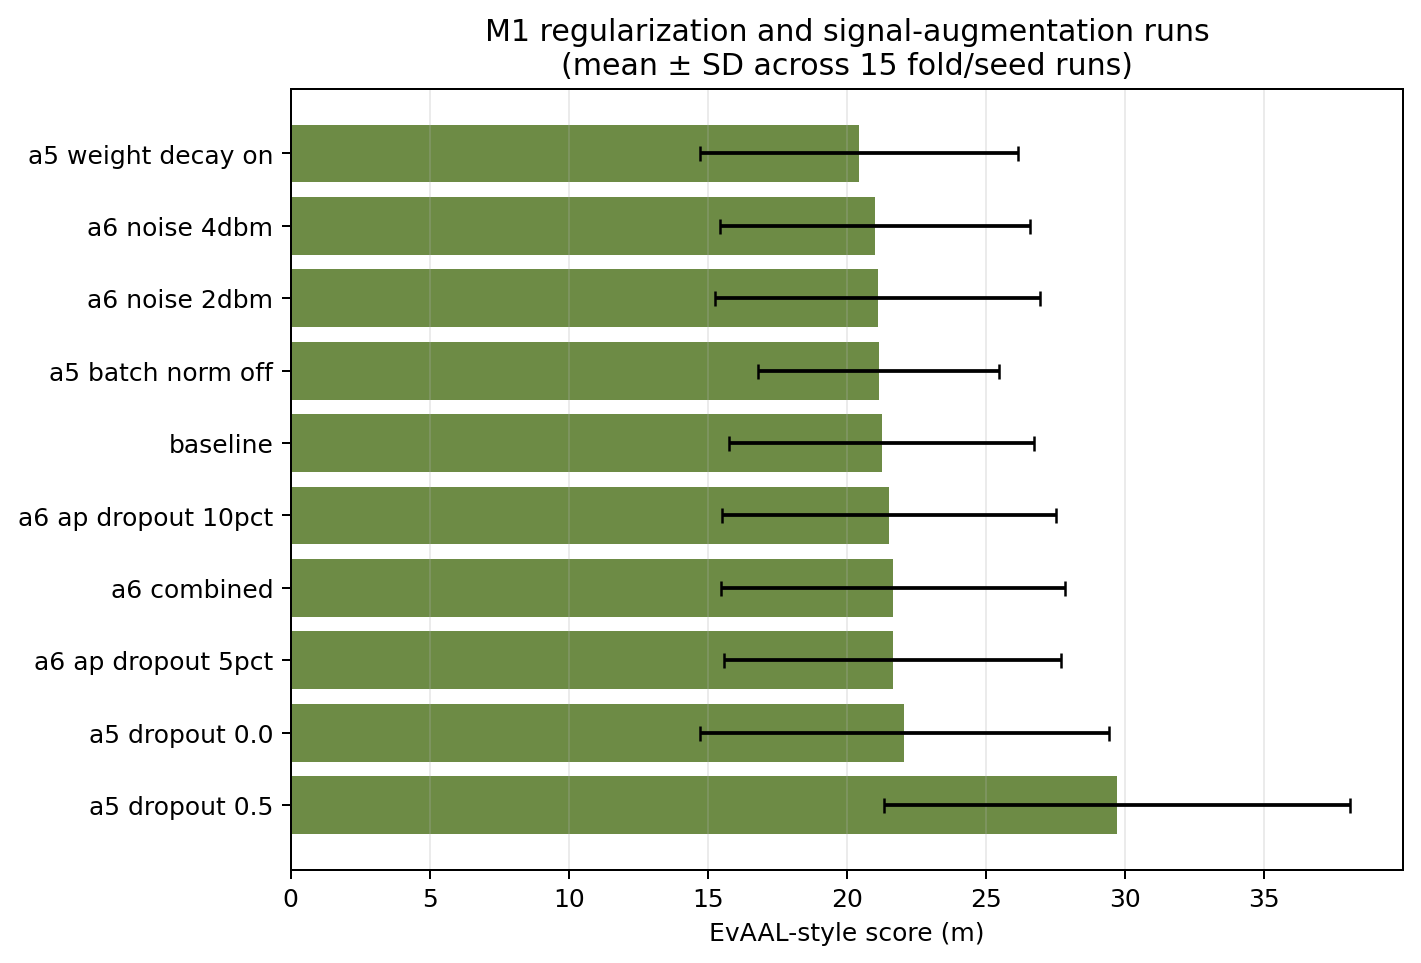 M1 regularization and signal-augmentation runs
(mean ± SD across 15 fold/seed runs)
a5 weight decay on
a6 noise 4dbm
a6 noise 2dbm
a5 batch norm off
baseline
a6 ap dropout 10pct
a6 combined
a6 ap dropout 5pct
a5 dropout 0.0
a5 dropout 0.5
0 5 10 15 20 25 30 35
EvAAL-style score (m)